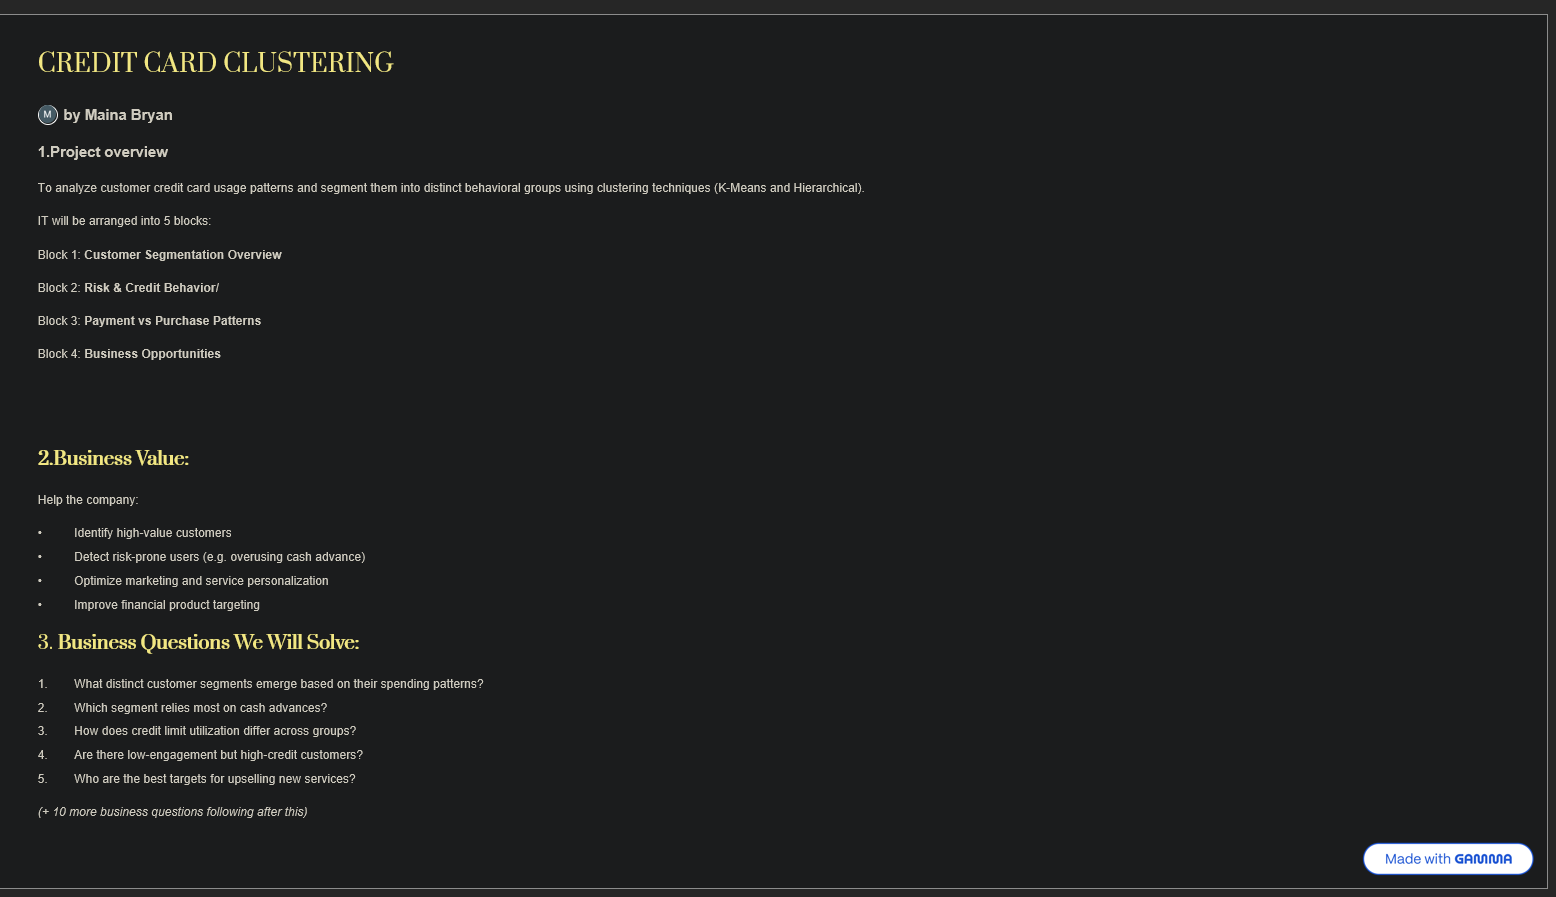 CREDIT CARD CLUSTERING
M by Maina Bryan
1.Project overview
To analyze customer credit card usage patterns and segment them into distinct behavioral groups using clustering techniques (K-Means and Hierarchical).
IT will be arranged into 5 blocks:
Block 1: Customer Segmentation Overview
Block 2: Risk & Credit Behavior/
Block 3: Payment vs Purchase Patterns
Block 4: Business Opportunities
2.Business Value:
Help the company:
• Identify high-value customers
• Detect risk-prone users (e.g. overusing cash advance)
• Optimize marketing and service personalization
• Improve financial product targeting
3. Business Questions We Will Solve:
1. What distinct customer segments emerge based on their spending patterns?
2. Which segment relies most on cash advances?
3. How does credit limit utilization differ across groups?
4. Are there low-engagement but high-credit customers?
5. Who are the best targets for upselling new services?
(+ 10 more business questions following after this)
Made with GAMMA